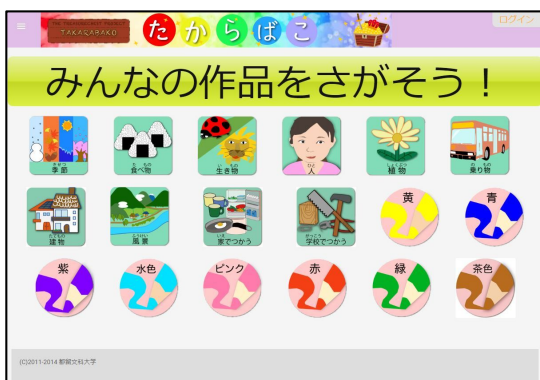 THE TAKARABAKO PROJECT
TAKARABAKO
たからばこ
ログイン
みんなの作品をさがそう！
季節
食べ物
生き物
人
植物
乗り物
建物
風景
家でつかう
学校でつかう
黄
青
紫
水色
ピンク
赤
緑
茶色
(C)2011-2014 都留文科大学